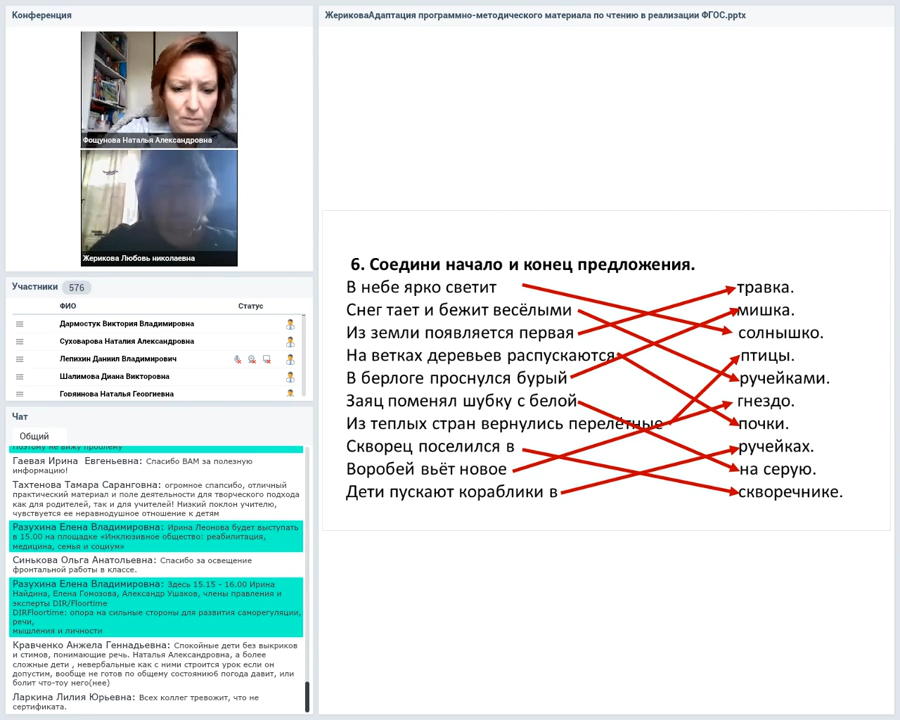 Конференция
Фощунова Наталья Александровна
Жерикова Любовь николаевна
Участники 576
ФИО Статус
Дармостук Виктория Владимировна
Суховарова Наталия Александровна
Лепихин Даниил Владимирович
Шалимова Диана Викторовна
Горяинова Наталья Георгиевна
Чат
Общий
Поэтому не вижу проблему
Гаевая Ирина Евгеньевна: Спасибо ВАМ за полезную
информацию!
Тахтенова Тамара Саранговна: огромное спапсибо, отличный
практический материал и поле деятельности для творческого подхода
как для родителей, так и для учителей! Низкий поклон учителю,
чувствуется ее неравнодушное отношение к детям
Разухина Елена Владимировна: Ирина Леонова будет выступать
в 15.00 на площадке «Инклюзивное общество: реабилитация,
медицина, семья и социум»
Синькова Ольга Анатольевна: Спасибо за освещение
фронтальной работы в классе.
Разухина Елена Владимировна: Здесь 15.15 - 16.00 Ирина
Найдина, Елена Гомозова, Александр Ушаков, члены правления и
эксперты DIR/Floortime
DIRFloortime: опора на сильные стороны для развития саморегуляции,
речи,
мышления и личности
Кравченко Анжела Геннадьевна: Спокойные дети без выкриков
и стимов, понимающие речь. Наталья Александровна, а более
сложные дети , невербальные как с ними строится урок если он
допустим, вообще не готов по общему состояниюб погода давит, или
болит что-тоу него(нее)
Ларкина Лилия Юрьевна: Всех коллег тревожит, что не
сертификата.
ЖериковаАдаптация программно-методического материала по чтению в реализации ФГОС.pptx
6. Соедини начало и конец предложения.
В небе ярко светит травка.
Снег тает и бежит весёлыми мишка.
Из земли появляется первая солнышко.
На ветках деревьев распускаются птицы.
В берлоге проснулся бурый ручейками.
Заяц поменял шубку с белой гнездо.
Из теплых стран вернулись перелётные почки.
Скворец поселился в ручейках.
Воробей вьёт новое на серую.
Дети пускают кораблики в скворечнике.